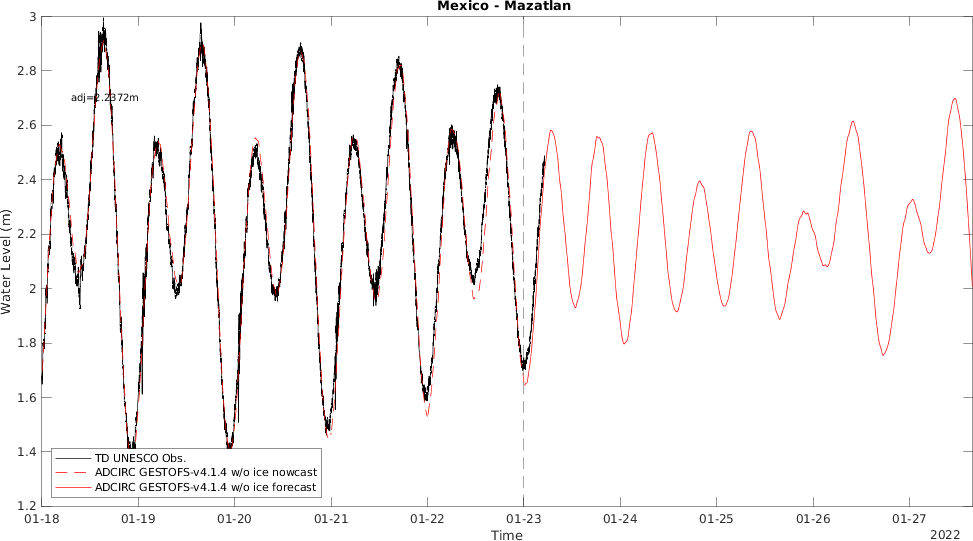 Mexico - Mazatlan
3
2.8
2.6
2.4
2.2
2
1.8
1.6
1.4
1.2
Water Level (m)
adj=2.2372m
TD UNESCO Obs.
ADCIRC GESTOFS-v4.1.4 w/o ice nowcast
ADCIRC GESTOFS-v4.1.4 w/o ice forecast
01-18 01-19 01-20 01-21 01-22 01-23 01-24 01-25 01-26 01-27
Time
2022